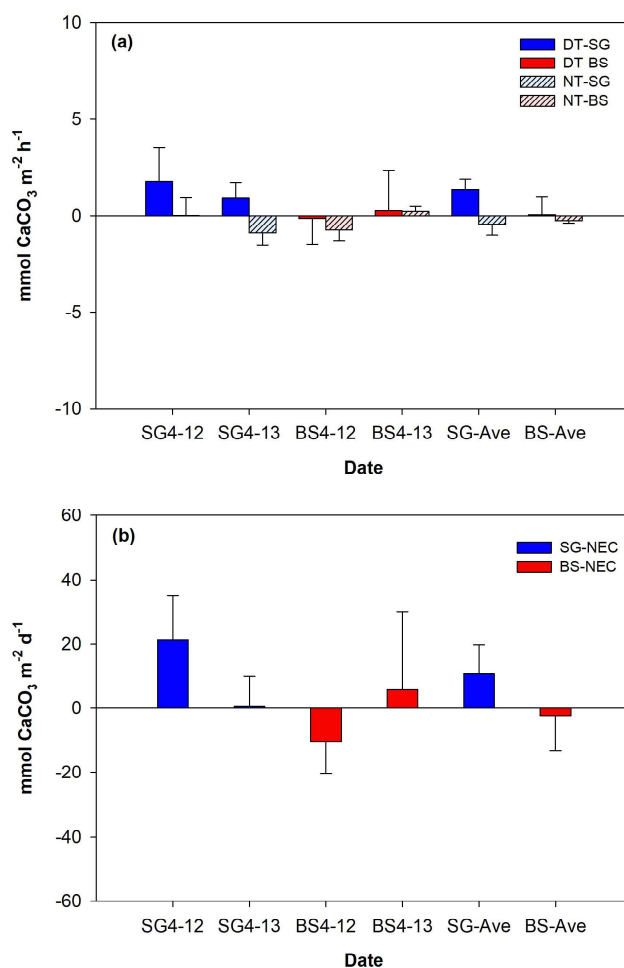 (a)
DT-SG
DT-BS
NT-SG
NT-BS
10
5
0
-5
-10
mmol CaCO3 m-2 h-1
SG4-12 SG4-13 BS4-12 BS4-13 SG-Ave BS-Ave
Date
(b)
SG-NEC
BS-NEC
60
40
20
0
-20
-40
-60
mmol CaCO3 m-2 d-1
SG4-12 SG4-13 BS4-12 BS4-13 SG-Ave BS-Ave
Date